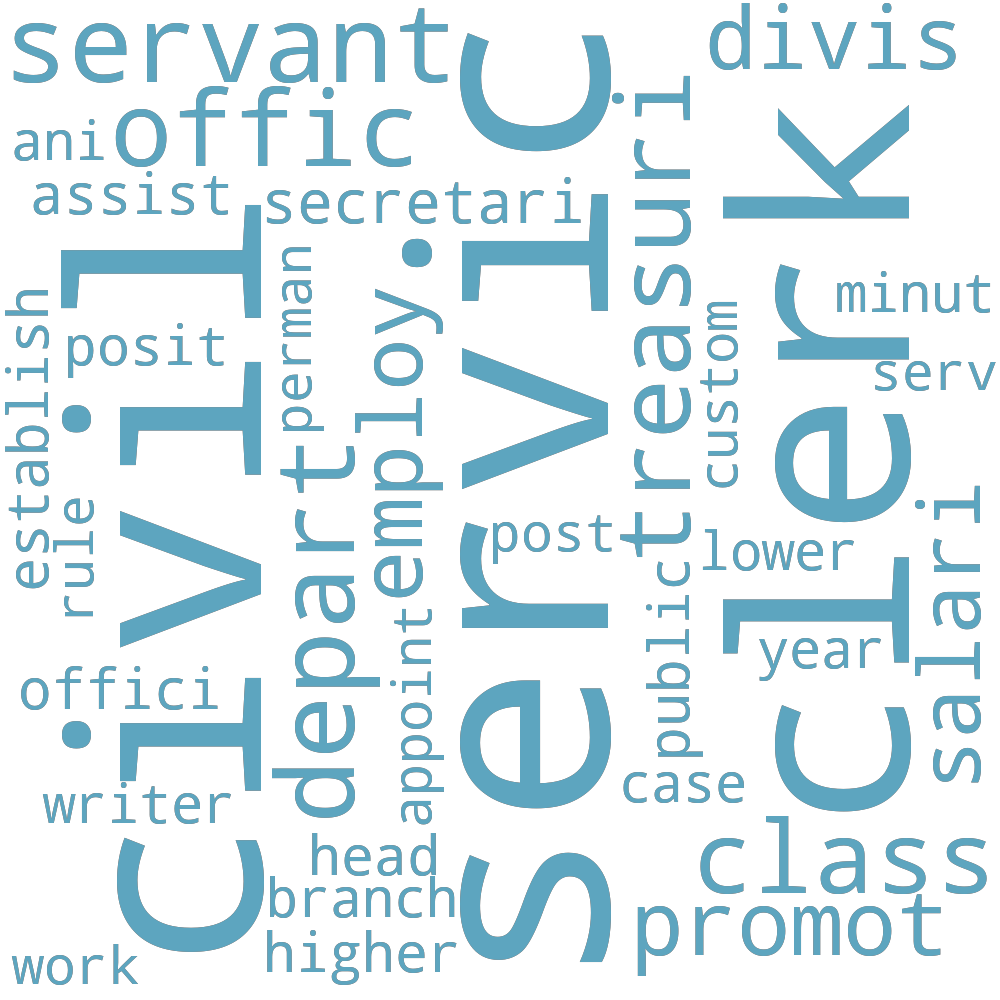 servant
divis
offic
ani
assist
secretari
civil
servic
clerk
treasuri
employ
perman
depart
establish
posit
rule
custom
minut
serv
post
lower
salari
public
appoint
year
offici
writer
case
head
class
branch
promot
higher
work